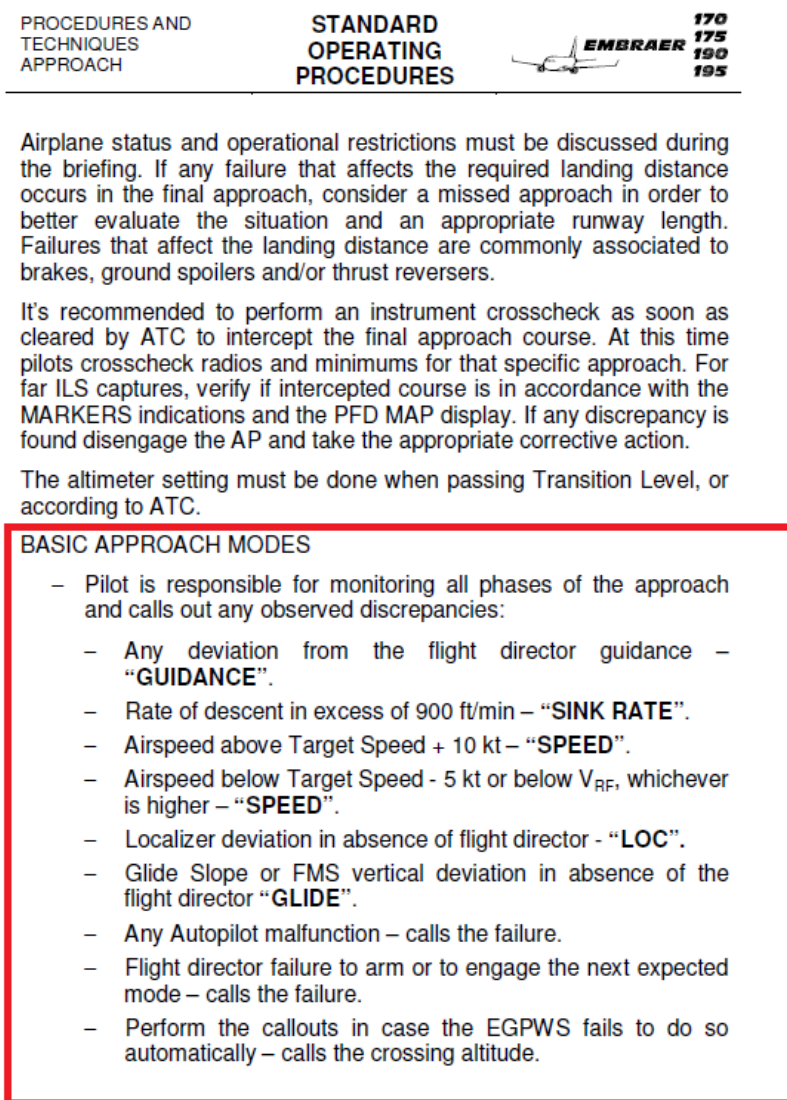 PROCEDURES AND
TECHNIQUES
APPROACH
STANDARD
OPERATING
PROCEDURES
EMBRAER
170
175
190
195
Airplane status and operational restrictions must be discussed during
the briefing. If any failure that affects the required landing distance
occurs in the final approach, consider a missed approach in order to
better evaluate the situation and an appropriate runway length.
Failures that affect the landing distance are commonly associated to
brakes, ground spoilers and/or thrust reversers.
It's recommended to perform an instrument crosscheck as soon as
cleared by ATC to intercept the final approach course. At this time
pilots crosscheck radios and minimums for that specific approach. For
far ILS captures, verify if intercepted course is in accordance with the
MARKERS indications and the PFD MAP display. If any discrepancy is
found disengage the AP and take the appropriate corrective action.
The altimeter setting must be done when passing Transition Level, or
according to ATC.
BASIC APPROACH MODES
– Pilot is responsible for monitoring all phases of the approach
and calls out any observed discrepancies:
– Any deviation from the flight director guidance –
“GUIDANCE”.
– Rate of descent in excess of 900 ft/min – “SINK RATE”.
– Airspeed above Target Speed + 10 kt – “SPEED”.
– Airspeed below Target Speed - 5 kt or below VRF, whichever
is higher – “SPEED”.
– Localizer deviation in absence of flight director - “LOC”.
– Glide Slope or FMS vertical deviation in absence of the
flight director “GLIDE”.
– Any Autopilot malfunction – calls the failure.
– Flight director failure to arm or to engage the next expected
mode – calls the failure.
– Perform the callouts in case the EGPWS fails to do so
automatically – calls the crossing altitude.